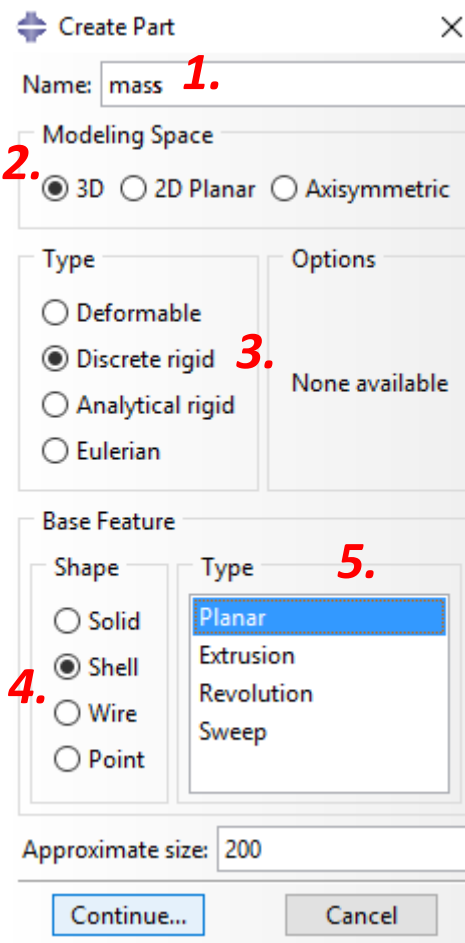 Create Part
Name: mass 1.
Modeling Space
2.
3D 2D Planar Axisymmetric
Type
Deformable
Discrete rigid 3.
Analytical rigid
Eulerian
Options
None available
Base Feature
Shape
Solid
Shell
4.
Wire
Point
Type 5.
Planar
Extrusion
Revolution
Sweep
Approximate size: 200
Continue... Cancel